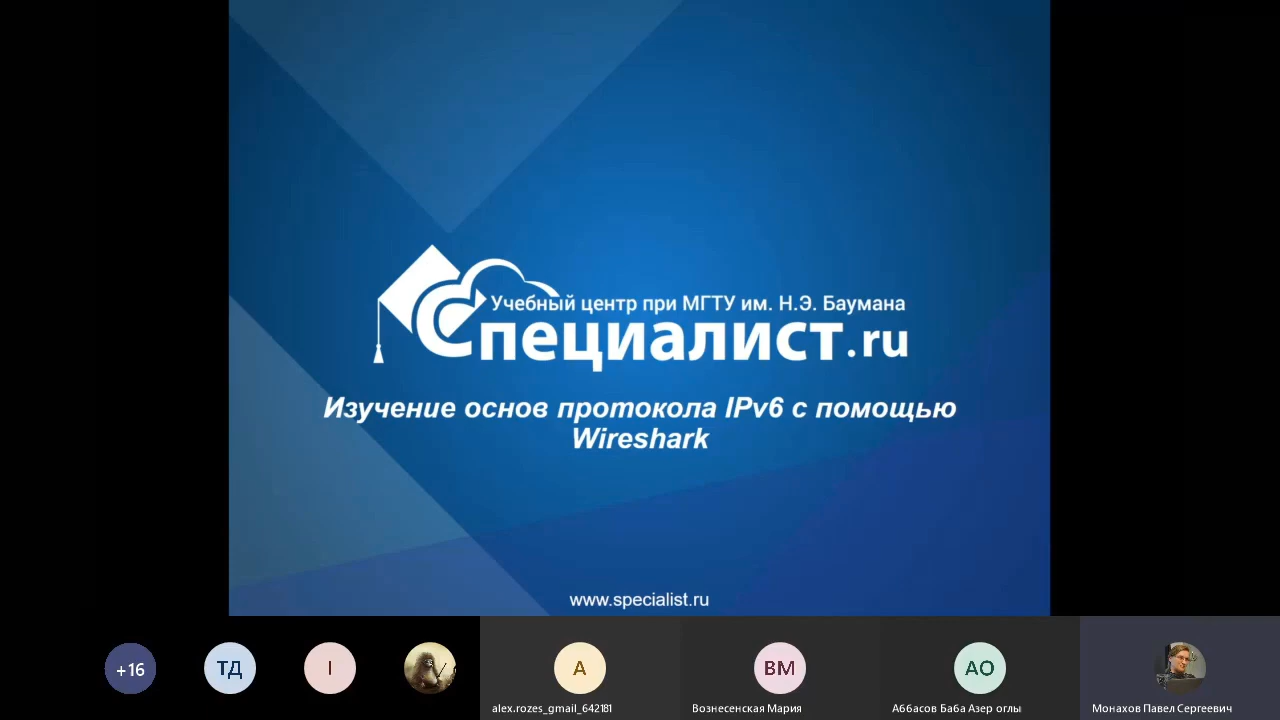 Учебный центр при МГТУ им. Н.Э. Баумана
Специалист.ru
Изучение основ протокола IPv6 с помощью
Wireshark
www.specialist.ru
+16
ТД
I
А
ВМ
АО
alex.rozes_gmail_642181
Вознесенская Мария
Аббасов Баба Азер оглы
Монахов Павел Сергеевич